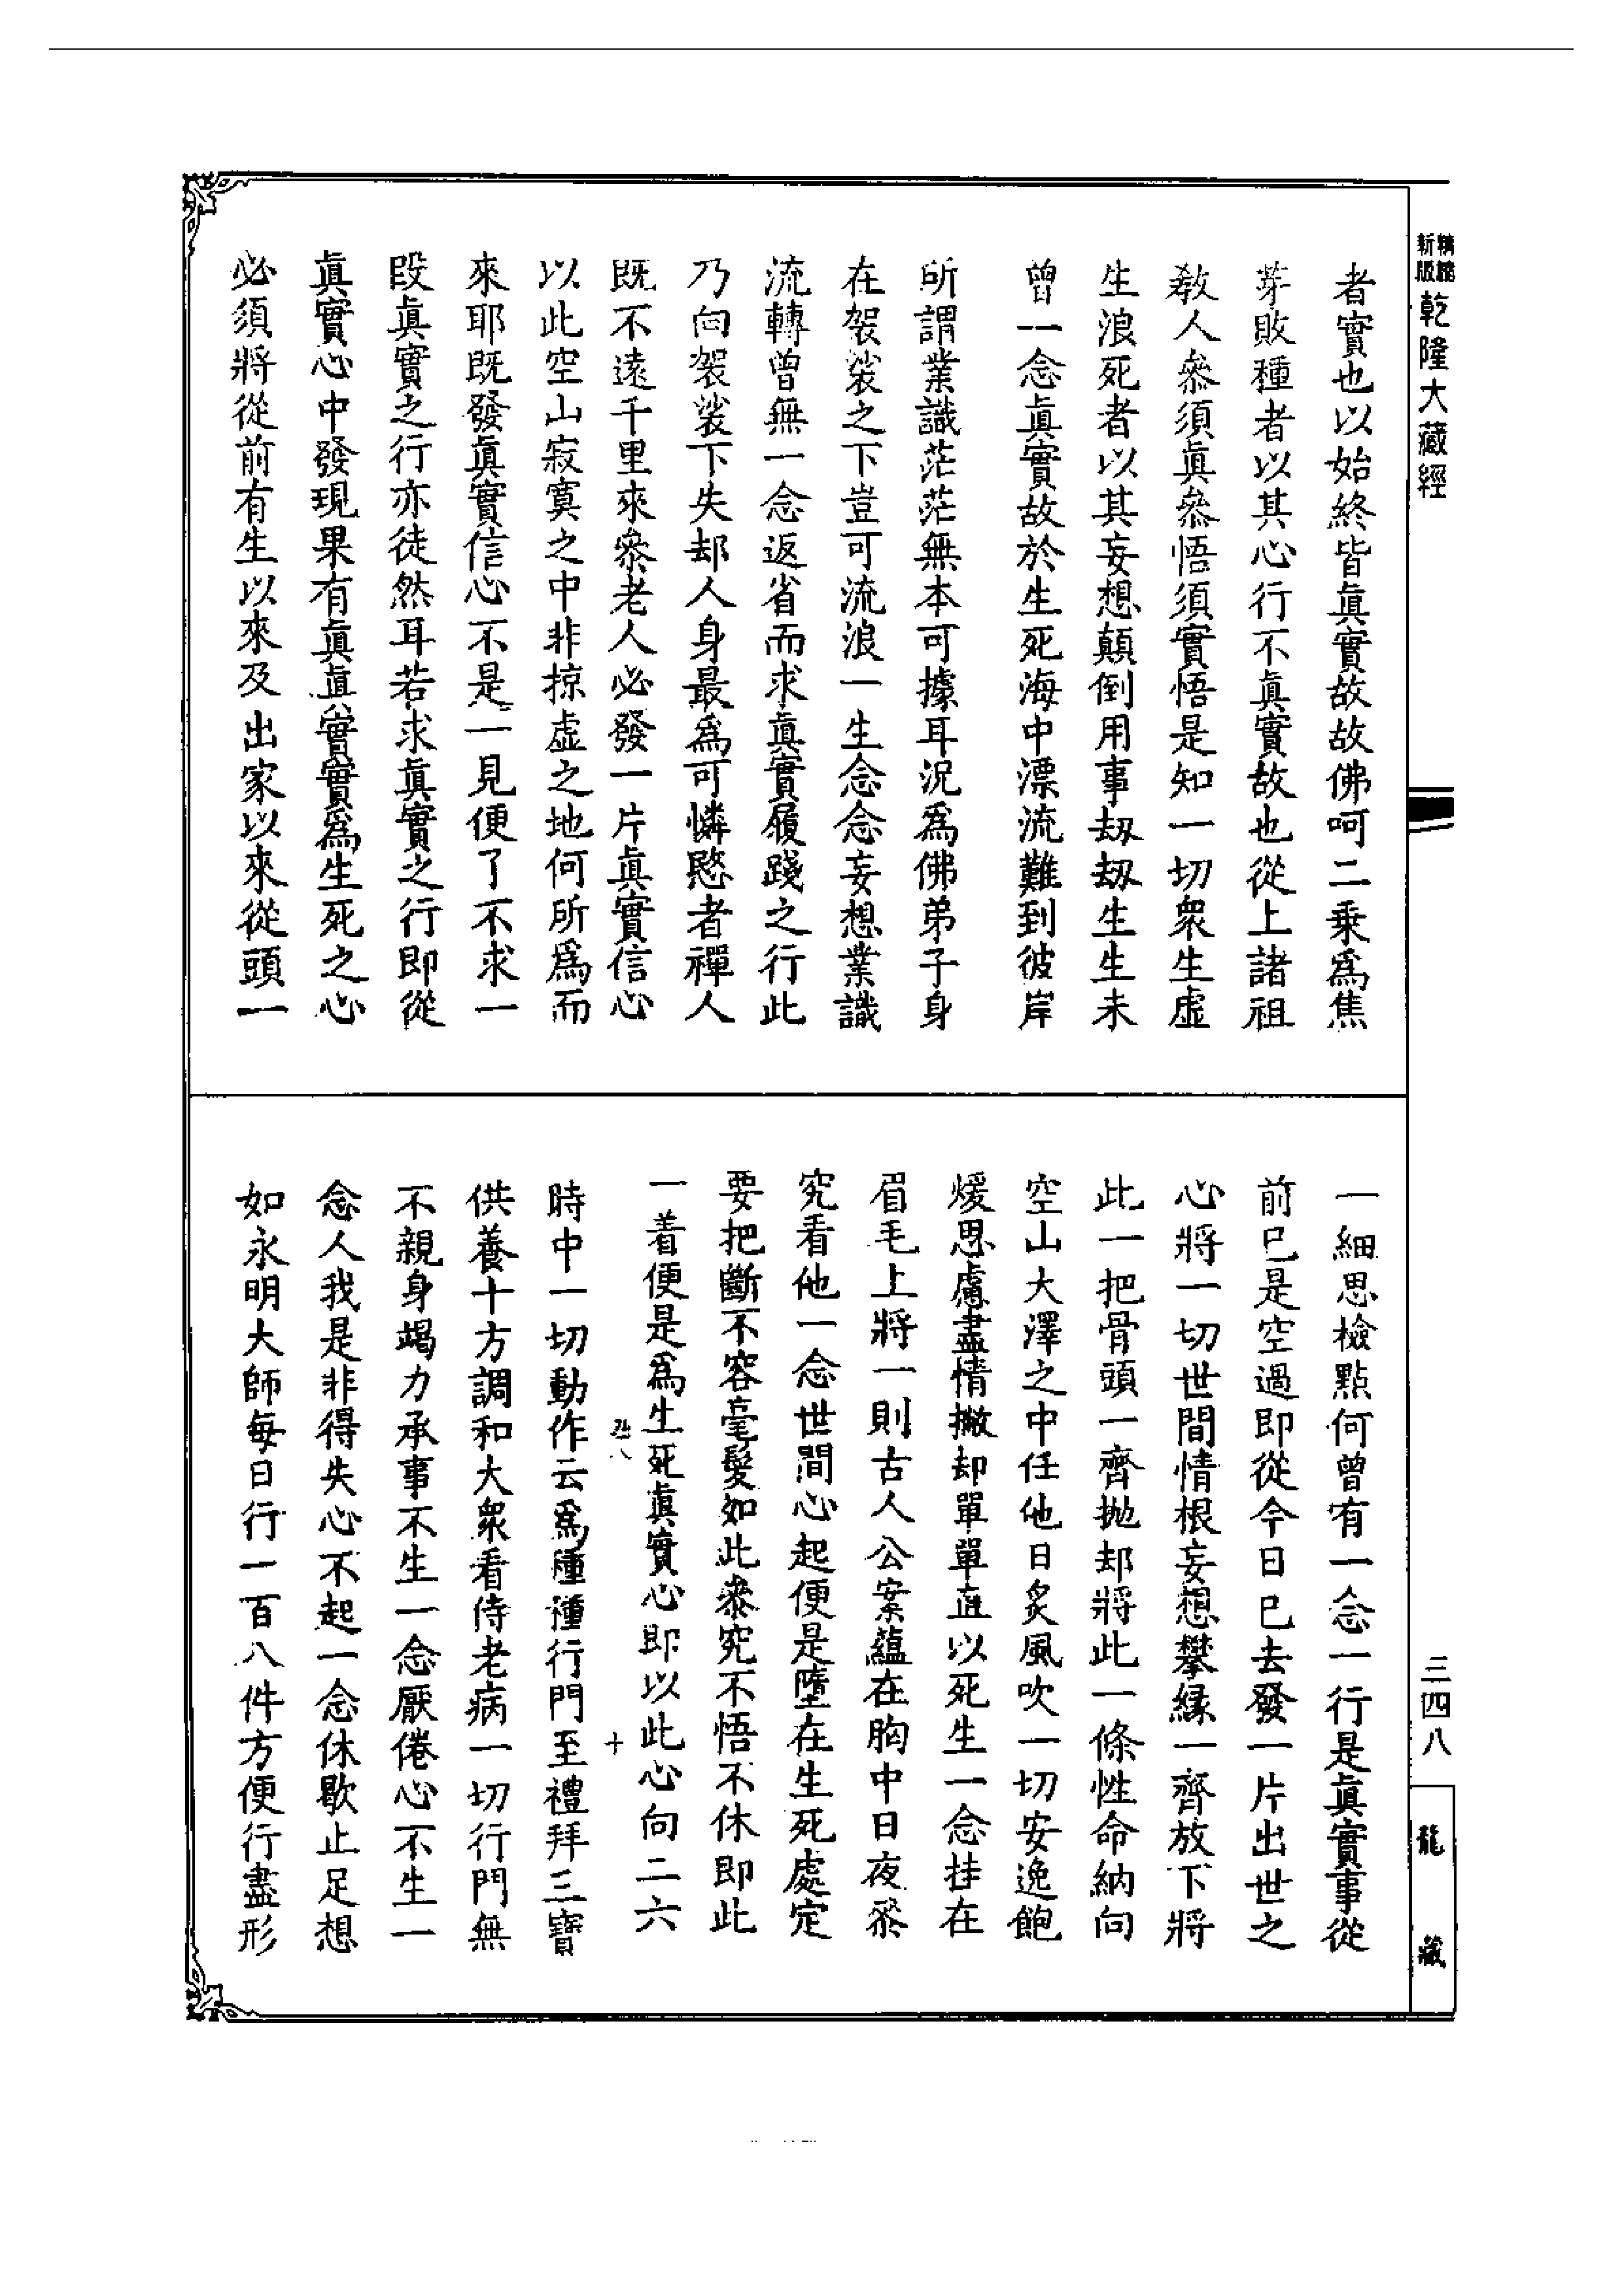 精縮
新版
乾隆大藏經
三四八
龍藏
者實也以始終皆眞實故故佛呵二乘爲焦
芽敗種者以其心行不眞實故也從上諸祖
敎人叅須眞叅悟須實悟是知一切衆生虛
生浪死者以其妄想顛倒用事刼刼生生未
曾一念眞實故於生死海中漂流難到彼岸
所謂業識茫茫無本可據耳況爲佛弟子身
在袈裟之下豈可流浪一生念念妄想業識
流轉曾無一念返省而求眞實履踐之行此
乃向袈裟下失却人身最爲可憐愍者禪人
既不遠千里來叅老人必發一片眞實信心
以此空山寂寞之中非掠虛之地何所爲而
來耶既發眞實信心不是一見便了不求一
段眞實之行亦徒然耳若求眞實之行即從
眞實心中發現果有眞眞實實爲生死之心
必須將從前有生以來及出家以來從頭一
一細思檢點何曾有一念一行是眞實事從
前巳是空過即從今日巳去發一片出世之
心將一切世間情根妄想攀緣一齊放下將
此一把骨頭一齊抛却將此一條性命納向
空山大澤之中任他日炙風吹一切安逸飽
煖思慮盡情撇却單單直以死生一念挂在
眉毛上將一則古人公案蘊在胸中日夜叅
究看他一念世間心起便是墮在生死處定
要把斷不容毫髮如此叅究不悟不休即此
一着便是爲生死眞實心即以此心向二六
八 十
時中一切動作云爲種種行門至禮拜三寶
供養十方調和大衆看侍老病一切行門無
不親身竭力承事不生一念厭倦心不生一
念人我是非得失心不起一念休歇止足想
如永明大師每日行一百八件方便行盡形